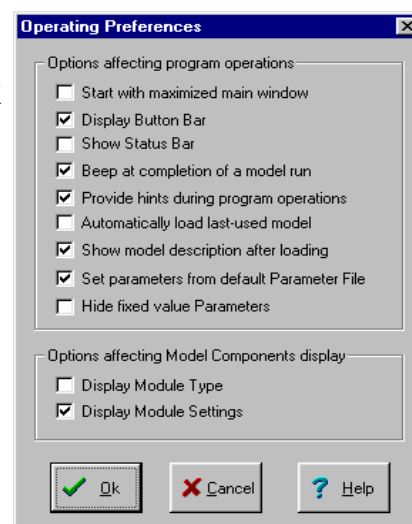 Operating Preferences
Options affecting program operations
Start with maximized main window
Display Button Bar
Show Status Bar
Beep at completion of a model run
Provide hints during program operations
Automatically load last-used model
Show model description after loading
Set parameters from default Parameter File
Hide fixed value Parameters
Options affecting Model Components display
Display Module Type
Display Module Settings
Ok
Cancel
Help